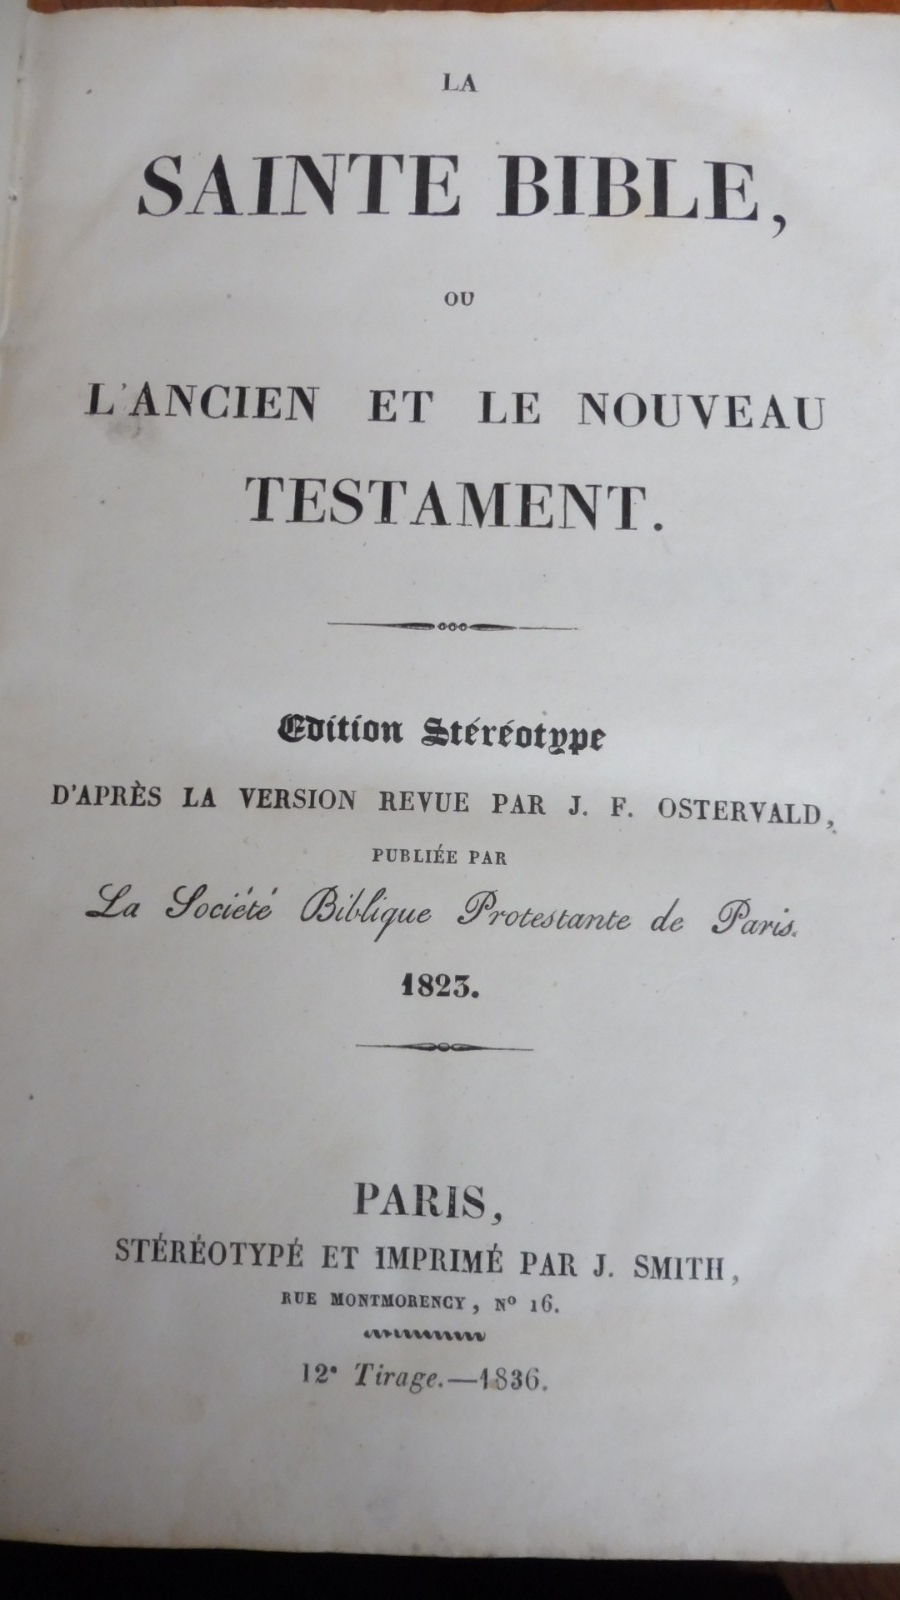 LA
SAINTE BIBLE,
OU
L'ANCIEN ET LE NOUVEAU
TESTAMENT.
Edition Stéréotype
D'APRÈS LA VERSION REVUE PAR J. F. OSTERVALD,
PUBLIÉE PAR
La Société Biblique Protestante de Paris.
1823.
PARIS,
STÉRÉOTYPÉ ET IMPRIMÉ PAR J. SMITH,
RUE MONTMORENCY, Nº 16.
12e Tirage.—1836.